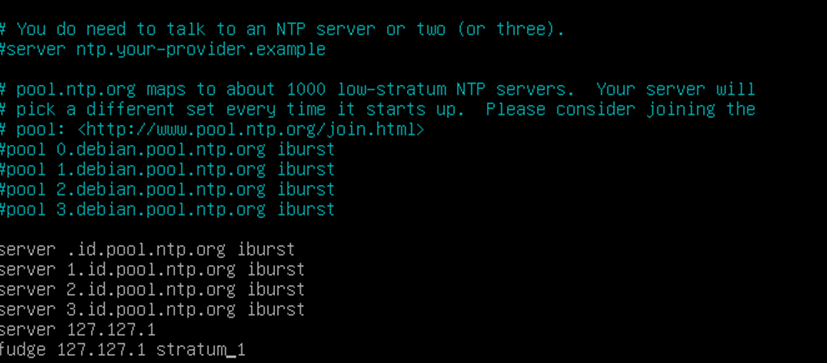 # You do need to talk to an NTP server or two (or three).
#server ntp.your-provider.example
# pool.ntp.org maps to about 1000 low-stratum NTP servers.  Your server will
# pick a different set every time it starts up.  Please consider joining the
# pool: <http://www.pool.ntp.org/join.html>
#pool 0.debian.pool.ntp.org iburst
#pool 1.debian.pool.ntp.org iburst
#pool 2.debian.pool.ntp.org iburst
#pool 3.debian.pool.ntp.org iburst
server .id.pool.ntp.org iburst
server 1.id.pool.ntp.org iburst
server 2.id.pool.ntp.org iburst
server 3.id.pool.ntp.org iburst
server 127.127.1
fudge 127.127.1 stratum_1